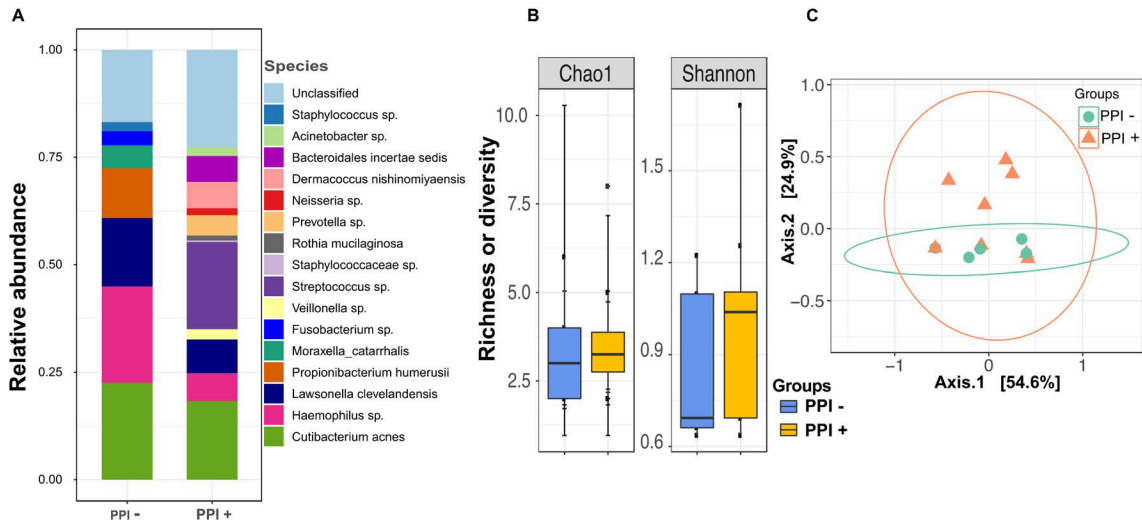 A
Relative abundance
1.00
0.75
0.50
0.25
0.00
PPI -
PPI +
Species
Unclassified
Staphylococcus sp.
Acinetobacter sp.
Bacteroidales incertae sedis
Dermacoccus nishinomiyaensis
Neisseria sp.
Prevotella sp.
Rothia mucilaginosa
Staphylococcaceae sp.
Streptococcus sp.
Veillonella sp.
Fusobacterium sp.
Moraxella_catarrhalis
Propionibacterium humerusii
Lawsonella clevelandensis
Haemophilus sp.
Cutibacterium acnes
B
Richness or diversity
Chao1
10.0
7.5
5.0
2.5
Shannon
1.5
1.2
0.9
0.6
Groups
PPI -
PPI +
C
Axis.2 [24.9%]
1.0
0.5
0.0
−0.5
−1
0
1
Axis.1 [54.6%]
Groups
PPI -
PPI +